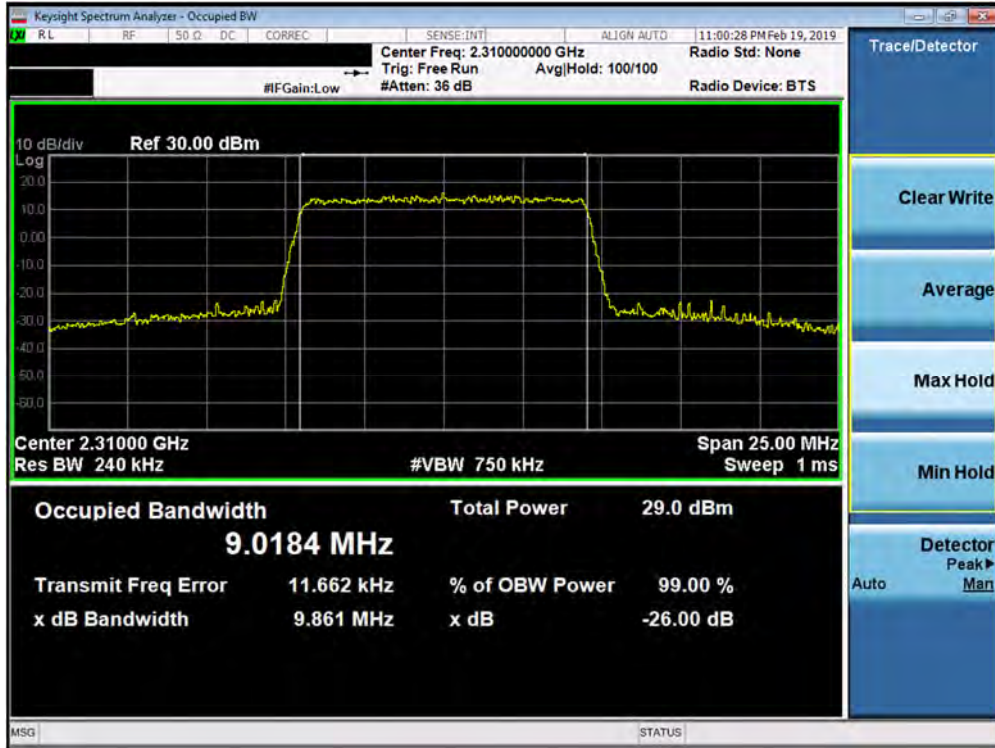 Keysight Spectrum Analyzer - Occupied BW
LXI RL RF 50 Ω DC CORREC SENSE:INT ALIGN AUTO 11:00:28 PM Feb 19, 2019
Center Freq: 2.310000000 GHz Radio Std: None
Trig: Free Run Avg|Hold: 100/100
#IFGain:Low #Atten: 36 dB Radio Device: BTS
10 dB/div Ref 30.00 dBm
Log
20.0
10.0
0.00
-10.0
-20.0
-30.0
-40.0
-50.0
-60.0
Center 2.31000 GHz Span 25.00 MHz
Res BW 240 kHz #VBW 750 kHz Sweep 1 ms
Occupied Bandwidth Total Power 29.0 dBm
9.0184 MHz
Transmit Freq Error 11.662 kHz % of OBW Power 99.00 %
x dB Bandwidth 9.861 MHz x dB -26.00 dB
MSG STATUS
Trace/Detector
Clear Write
Average
Max Hold
Min Hold
Detector
Peak▶
Auto Man